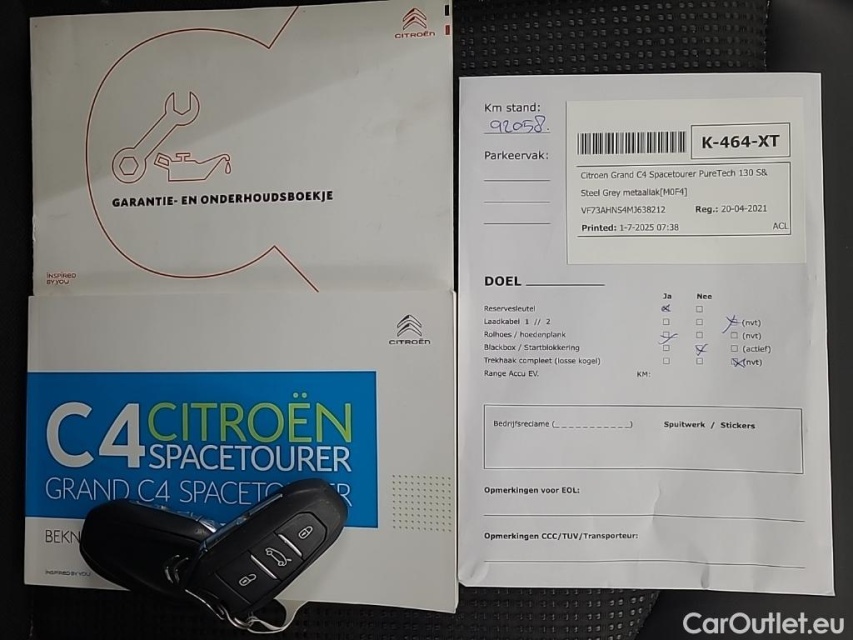 CITROËN
GARANTIE- EN ONDERHOUDSBOEKJE
INSPIRED
BY YOU
CITROËN
C4 CITROËN
SPACETOURER
GRAND C4 SPACETOURER
BEKN
INSPIRED BY YOU
Km stand:
92058.
Parkeervak:
K-464-XT
Citroen Grand C4 Spacetourer PureTech 130 S&
Steel Grey metaallak[M0F4]
VF73AHNS4MJ638212 Reg.: 20-04-2021
Printed: 1-7-2025 07:38 ACL
DOEL
Ja Nee
Reservesleutel
Laadkabel 1 // 2 (nvt)
Rolhoes / hoedenplank (nvt)
Blackbox / Startblokkering (actief)
Trekhaak compleet (losse kogel) (nvt)
Range Accu EV. KM:
Bedrijfsreclame (_ _ _ _ _ _ _ _ _ _ _) Spuitwerk / Stickers
Opmerkingen voor EOL:
Opmerkingen CCC/TUV/Transporteur:
CarOutlet.eu